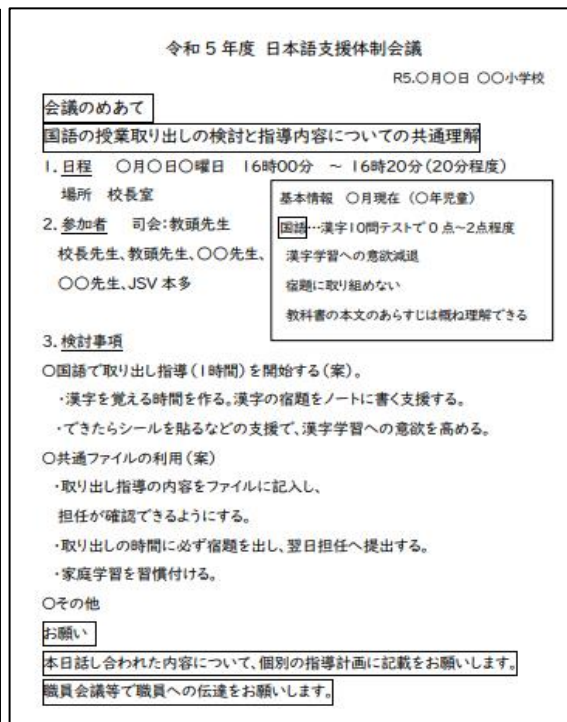 令和5年度 日本語支援体制会議
R5.〇月〇日 〇〇小学校
会議のめあて
国語の授業取り出しの検討と指導内容についての共通理解
1.日程 〇月〇日〇曜日 16時00分 ~ 16時20分(20分程度)
場所 校長室
2.参加者 司会:教頭先生
校長先生、教頭先生、〇〇先生、
〇〇先生、JSV 本多
基本情報 〇月現在(〇年児童)
国語…漢字10問テストで0点~2点程度
漢字学習への意欲減退
宿題に取り組めない
教科書の本文のあらすじは概ね理解できる
3.検討事項
〇国語で取り出し指導(1時間)を開始する(案)。
・漢字を覚える時間を作る。漢字の宿題をノートに書く支援する。
・できたらシールを貼るなどの支援で、漢字学習への意欲を高める。
〇共通ファイルの利用(案)
・取り出し指導の内容をファイルに記入し、
担任が確認できるようにする。
・取り出しの時間に必ず宿題を出し、翌日担任へ提出する。
・家庭学習を習慣付ける。
〇その他
お願い
本日話し合われた内容について、個別の指導計画に記載をお願いします。
職員会議等で職員への伝達をお願いします。